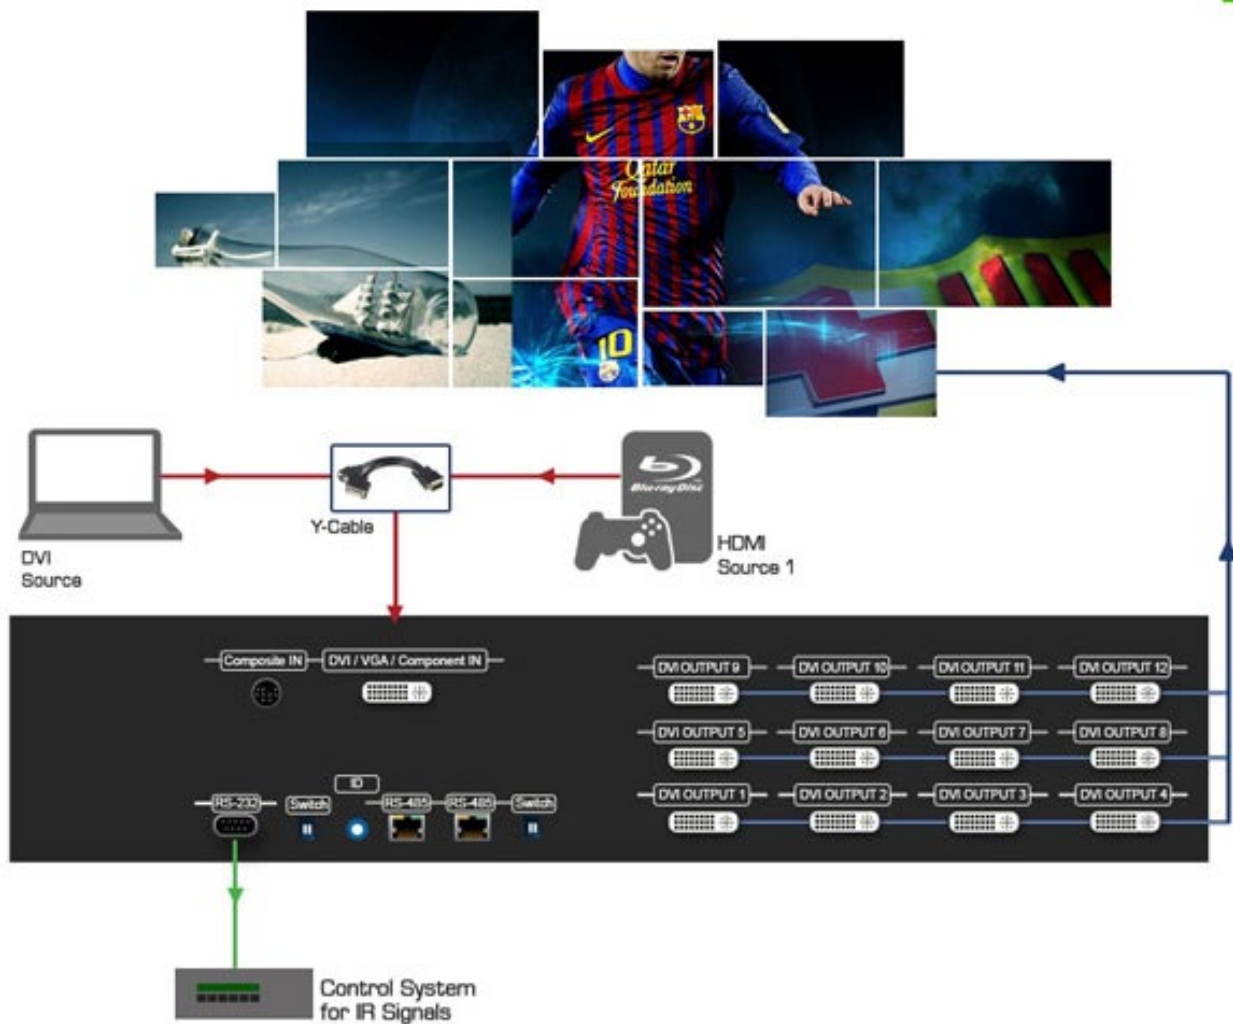 Qatar
Foundation
10
Y-Cable
DVI
Source
Blu-ray Disc
HDMI
Source 1
Composite IN
DVI / VGA / Component IN
DVI OUTPUT 9
DVI OUTPUT 10
DVI OUTPUT 11
DVI OUTPUT 12
DVI OUTPUT 5
DVI OUTPUT 6
DVI OUTPUT 7
DVI OUTPUT 8
DVI OUTPUT 1
DVI OUTPUT 2
DVI OUTPUT 3
DVI OUTPUT 4
RS-232
Switch
ID
RS-485
RS-485
Switch
Control System
for IR Signals